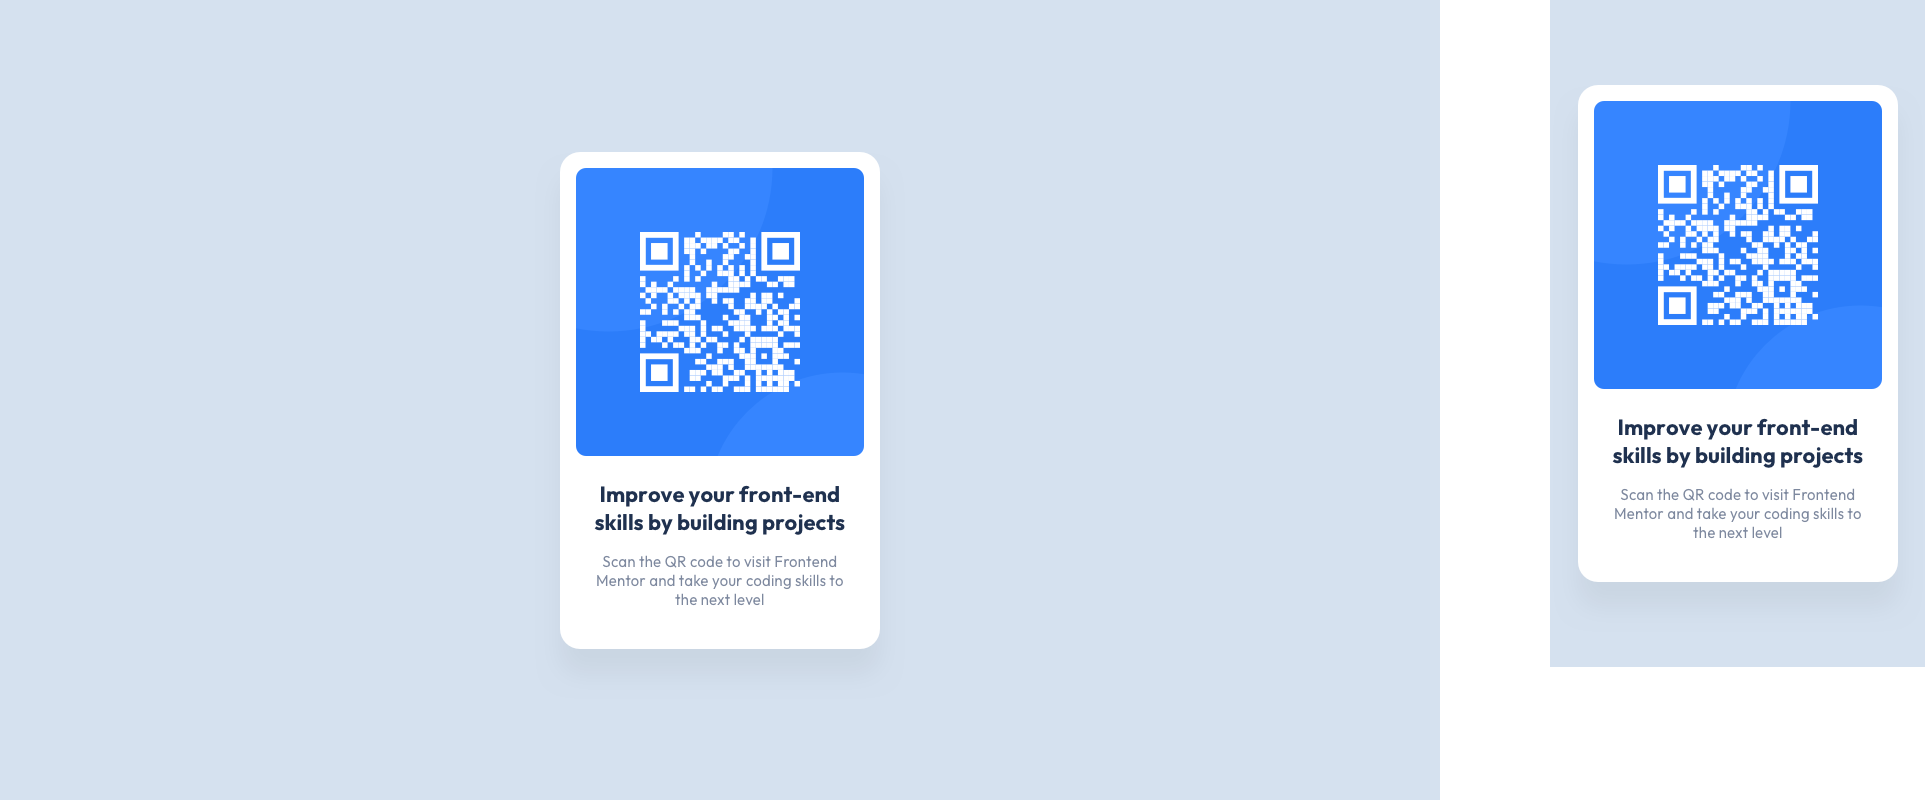 Improve your front-end
skills by building projects
Scan the QR code to visit Frontend
Mentor and take your coding skills to
the next level
Improve your front-end
skills by building projects
Scan the QR code to visit Frontend
Mentor and take your coding skills to
the next level